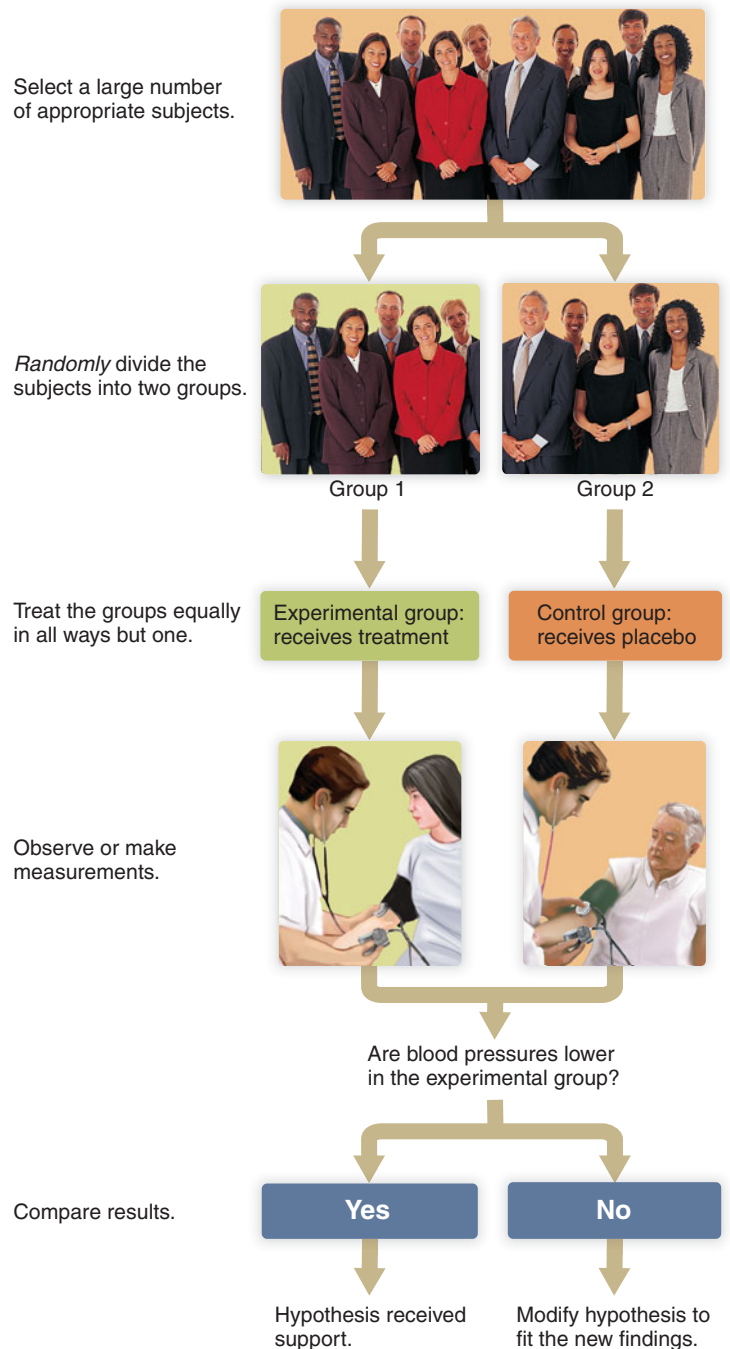 Select a large number
of appropriate subjects.
Randomly divide the
subjects into two groups.
Group 1
Group 2
Treat the groups equally
in all ways but one.
Experimental group:
receives treatment
Control group:
receives placebo
Observe or make
measurements.
Are blood pressures lower
in the experimental group?
Compare results.
Yes
No
Hypothesis received
support.
Modify hypothesis to
fit the new findings.